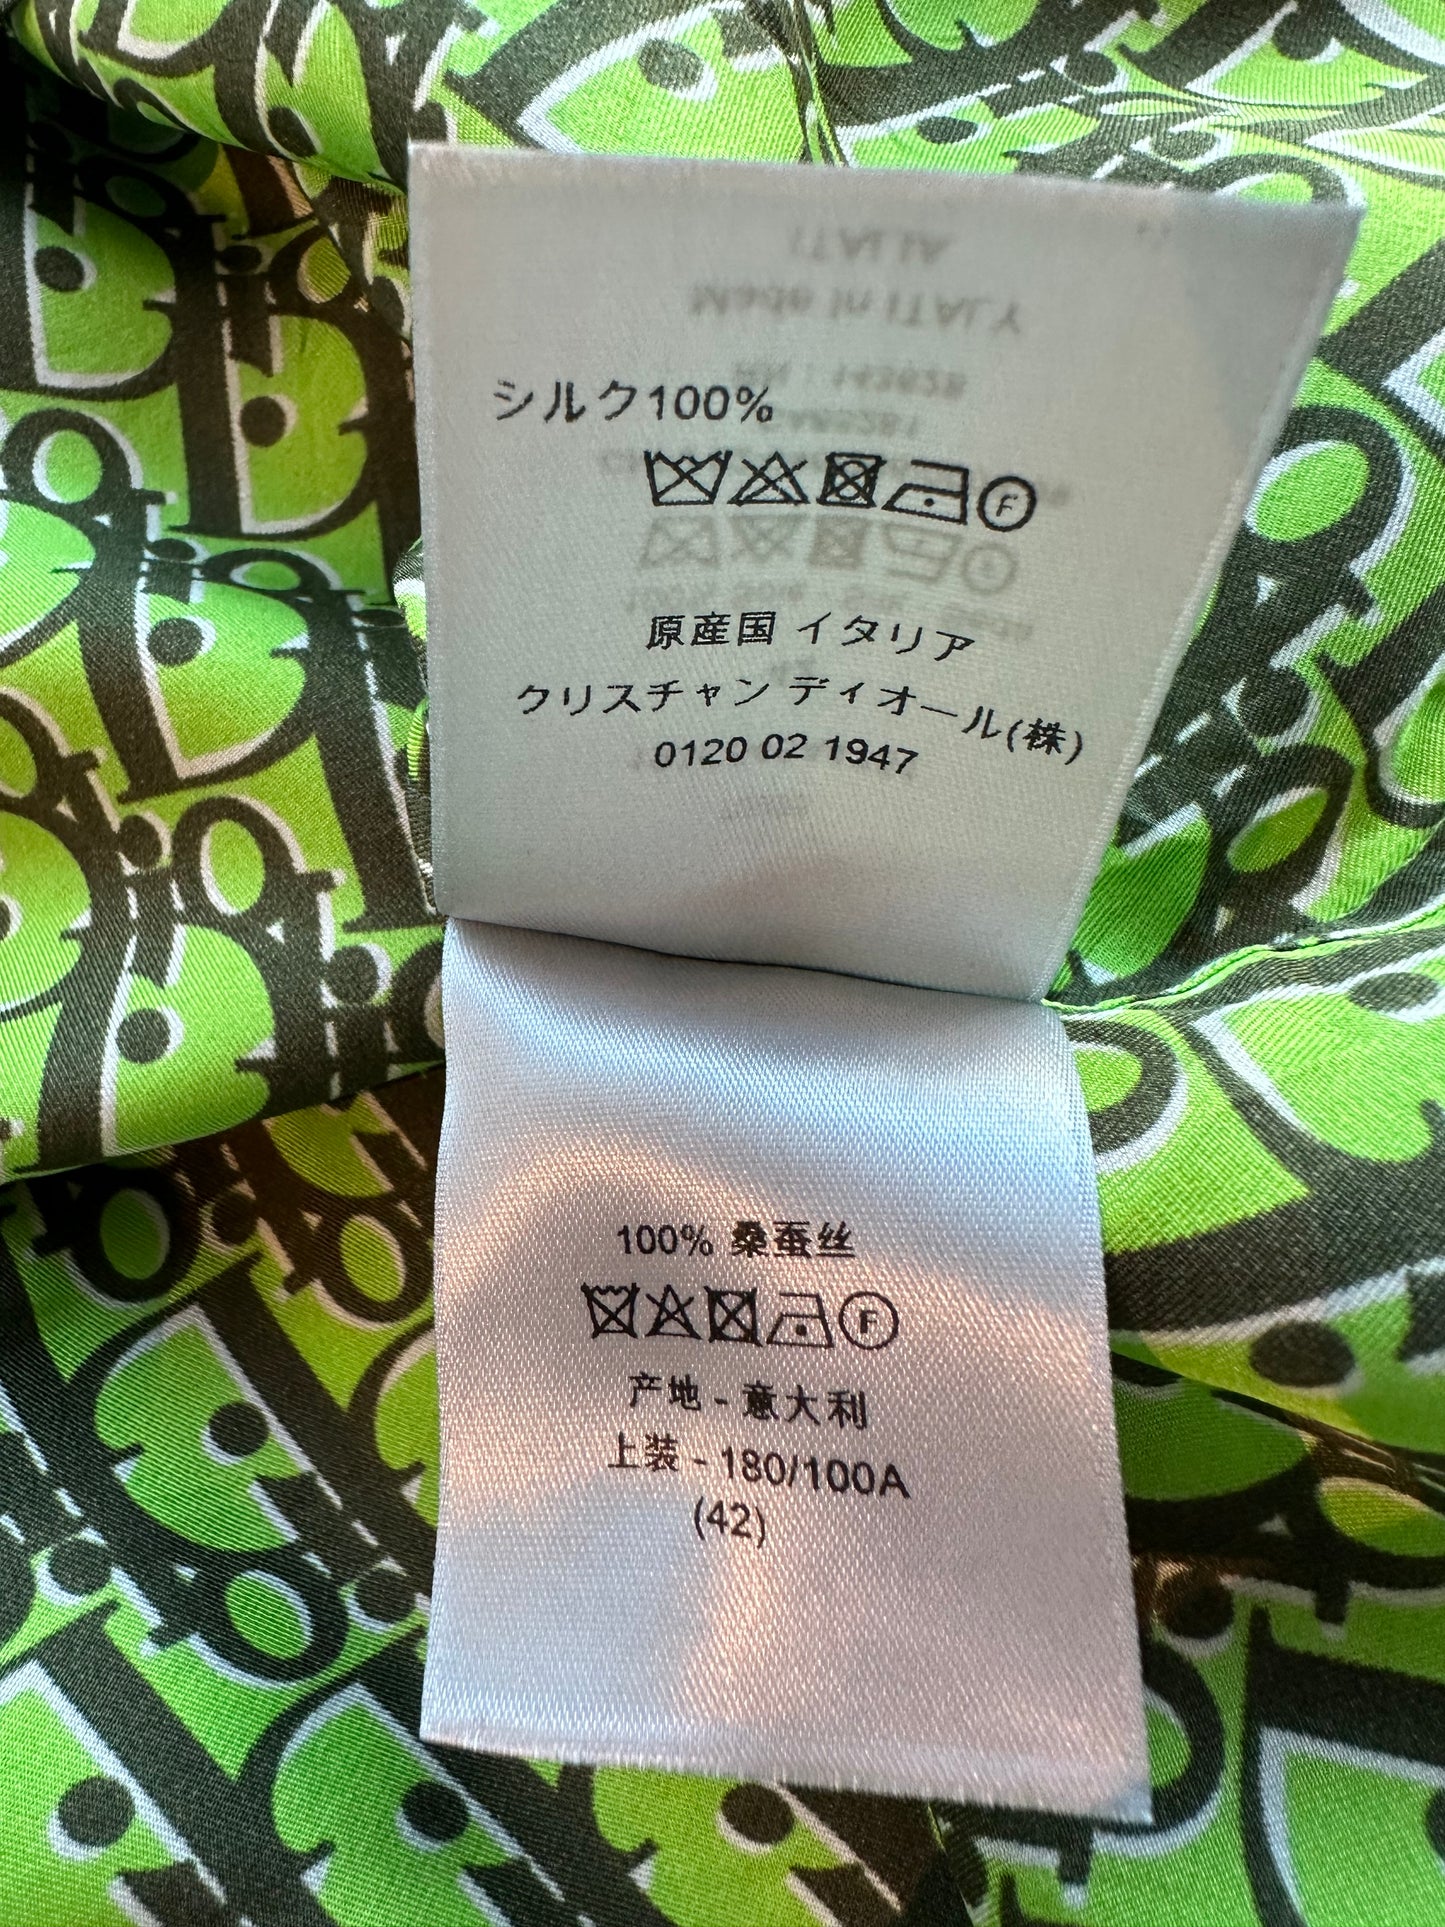 シルク100%
F
原産国 イタリア
クリスチャン ディオール(株)
0120 02 1947
100% 桑蚕丝
F
产地 - 意大利
上装 - 180/100A
(42)